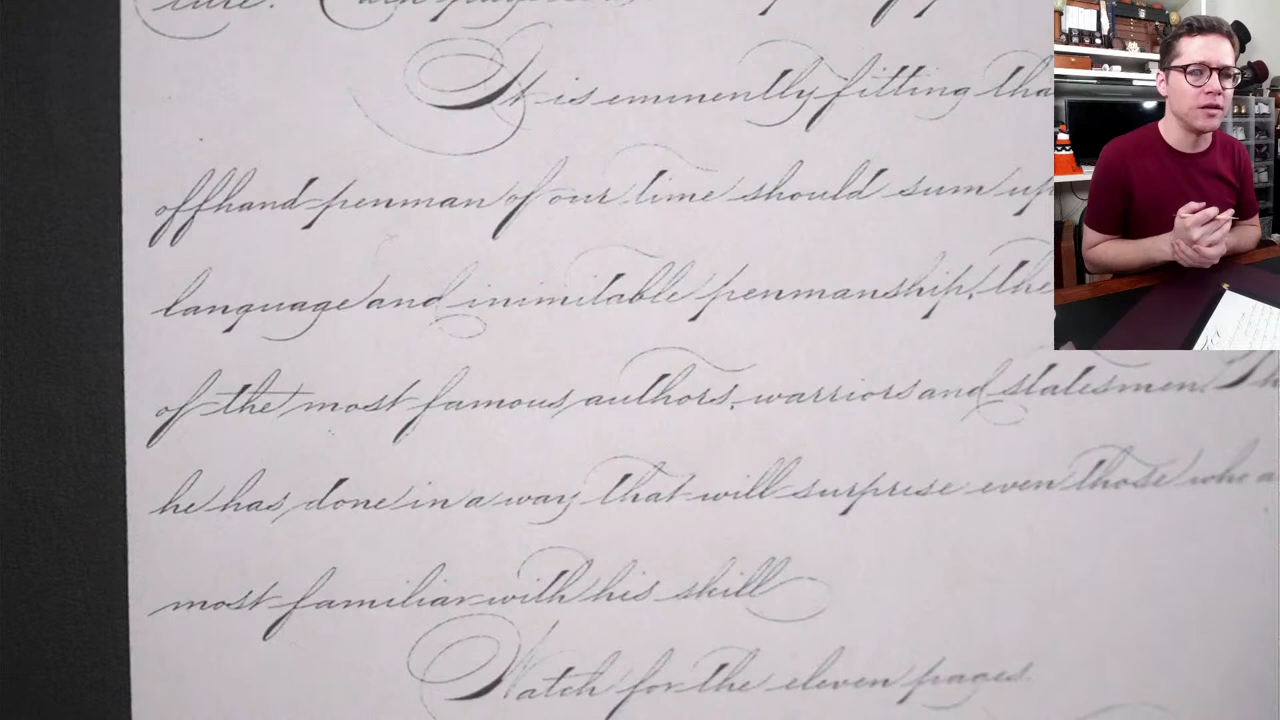 It is eminently fitting tha
offhand penman of our time should sum up
language and inimitable penmanship, the
of the most famous authors, warriors and statesmen. Th
he has done in a way that will surprise even those who a
most familiar with his skill
Watch for the eleven pages.